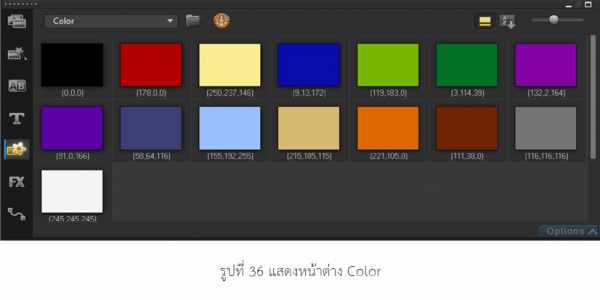 Color
(0,0,0) (178,0,0) (250,237,146) (9,13,172) (119,183,0) (3,114,39) (132,2,164)
AB
T
(91,0,166) (58,64,116) (155,192,255) (215,185,115) (221,105,0) (111,38,0) (116,116,116)
FX
(245,245,245)
Options
รูปที่ 36 แสดงหน้าต่าง Color